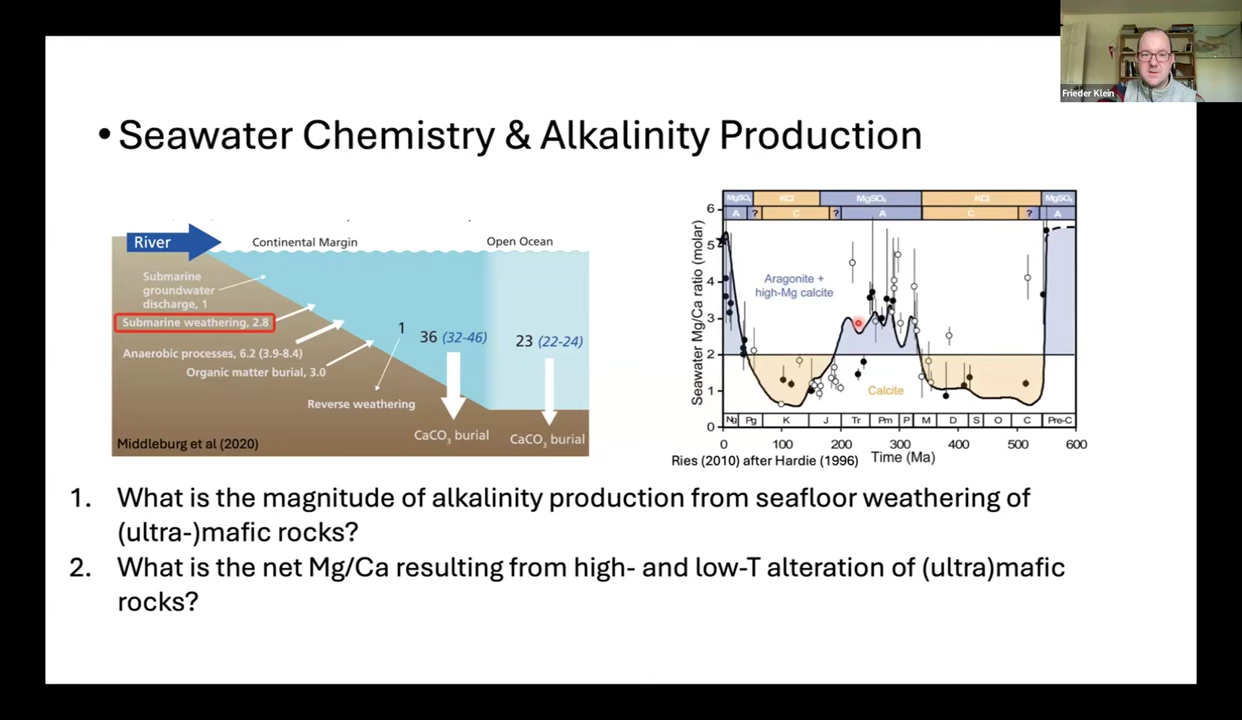 Frieder Klein
• Seawater Chemistry & Alkalinity Production
River
Continental Margin
Open Ocean
Submarine
groundwater
discharge, 1
Submarine weathering, 2.8
Anaerobic processes, 6.2 (3.9-8.4)
Organic matter burial, 3.0
1
Reverse weathering
36 (32-46)
23 (22-24)
CaCO₃ burial
CaCO₃ burial
Middleburg et al (2020)
MgSO₄ KCl MgSO₄ KCl MgSO₄
A ? C ? A C ? A
Seawater Mg/Ca ratio (molar)
6
5
4
3
2
1
0
Aragonite +
high-Mg calcite
Calcite
Ng Pg K J Tr Pm P M D S O C Pre-C
0 100 200 300 400 500 600
Time (Ma)
Ries (2010) after Hardie (1996)
1. What is the magnitude of alkalinity production from seafloor weathering of
(ultra-)mafic rocks?
2. What is the net Mg/Ca resulting from high- and low-T alteration of (ultra)mafic
rocks?